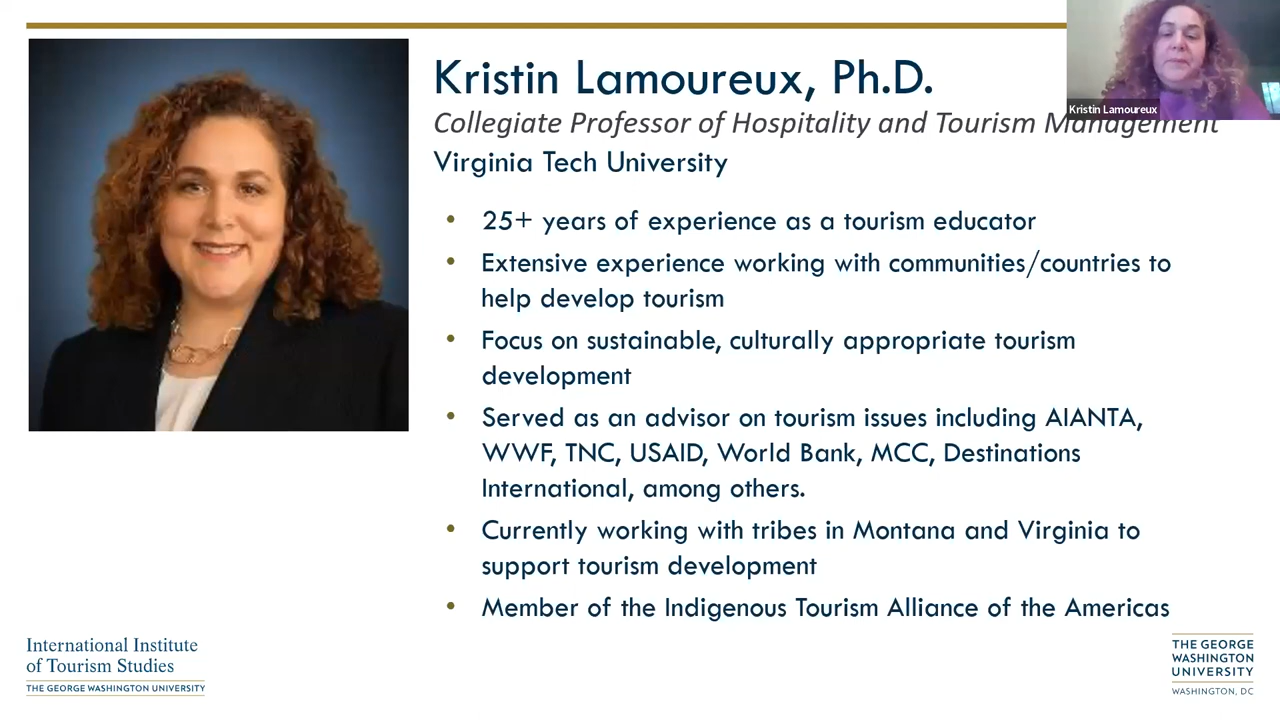 Kristin Lamoureux, Ph.D.
Kristin Lamoureux
Collegiate Professor of Hospitality and Tourism Management
Virginia Tech University
• 25+ years of experience as a tourism educator
• Extensive experience working with communities/countries to
help develop tourism
• Focus on sustainable, culturally appropriate tourism
development
• Served as an advisor on tourism issues including AIANTA,
WWF, TNC, USAID, World Bank, MCC, Destinations
International, among others.
• Currently working with tribes in Montana and Virginia to
support tourism development
• Member of the Indigenous Tourism Alliance of the Americas
International Institute
of Tourism Studies
THE GEORGE WASHINGTON UNIVERSITY
THE GEORGE
WASHINGTON
UNIVERSITY
WASHINGTON, DC